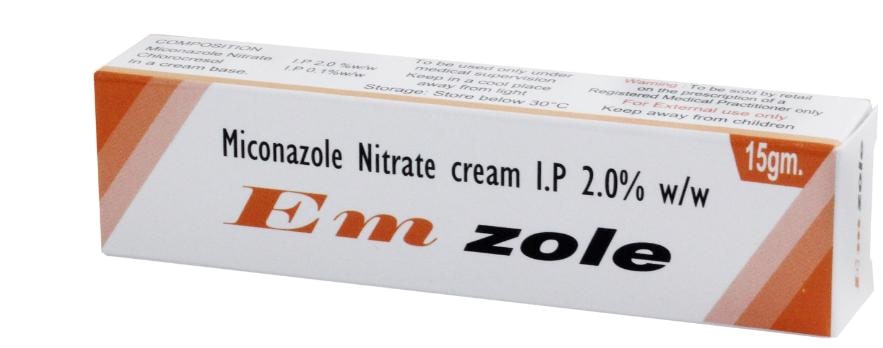 COMPOSITION
Miconazole Nitrate I.P 2.0 %w/w
Chlorocresol I.P 0.1%w/w
In a cream base.
To be used only under
medical supervision
Keep in a cool place
away from light
Storage: Store below 30°C
Warning : To be sold by retail
on the prescription of a
Registered Medical Practitioner only
For External use only
Keep away from children
Miconazole Nitrate cream I.P 2.0% w/w
15gm.
Em zole
Em zole